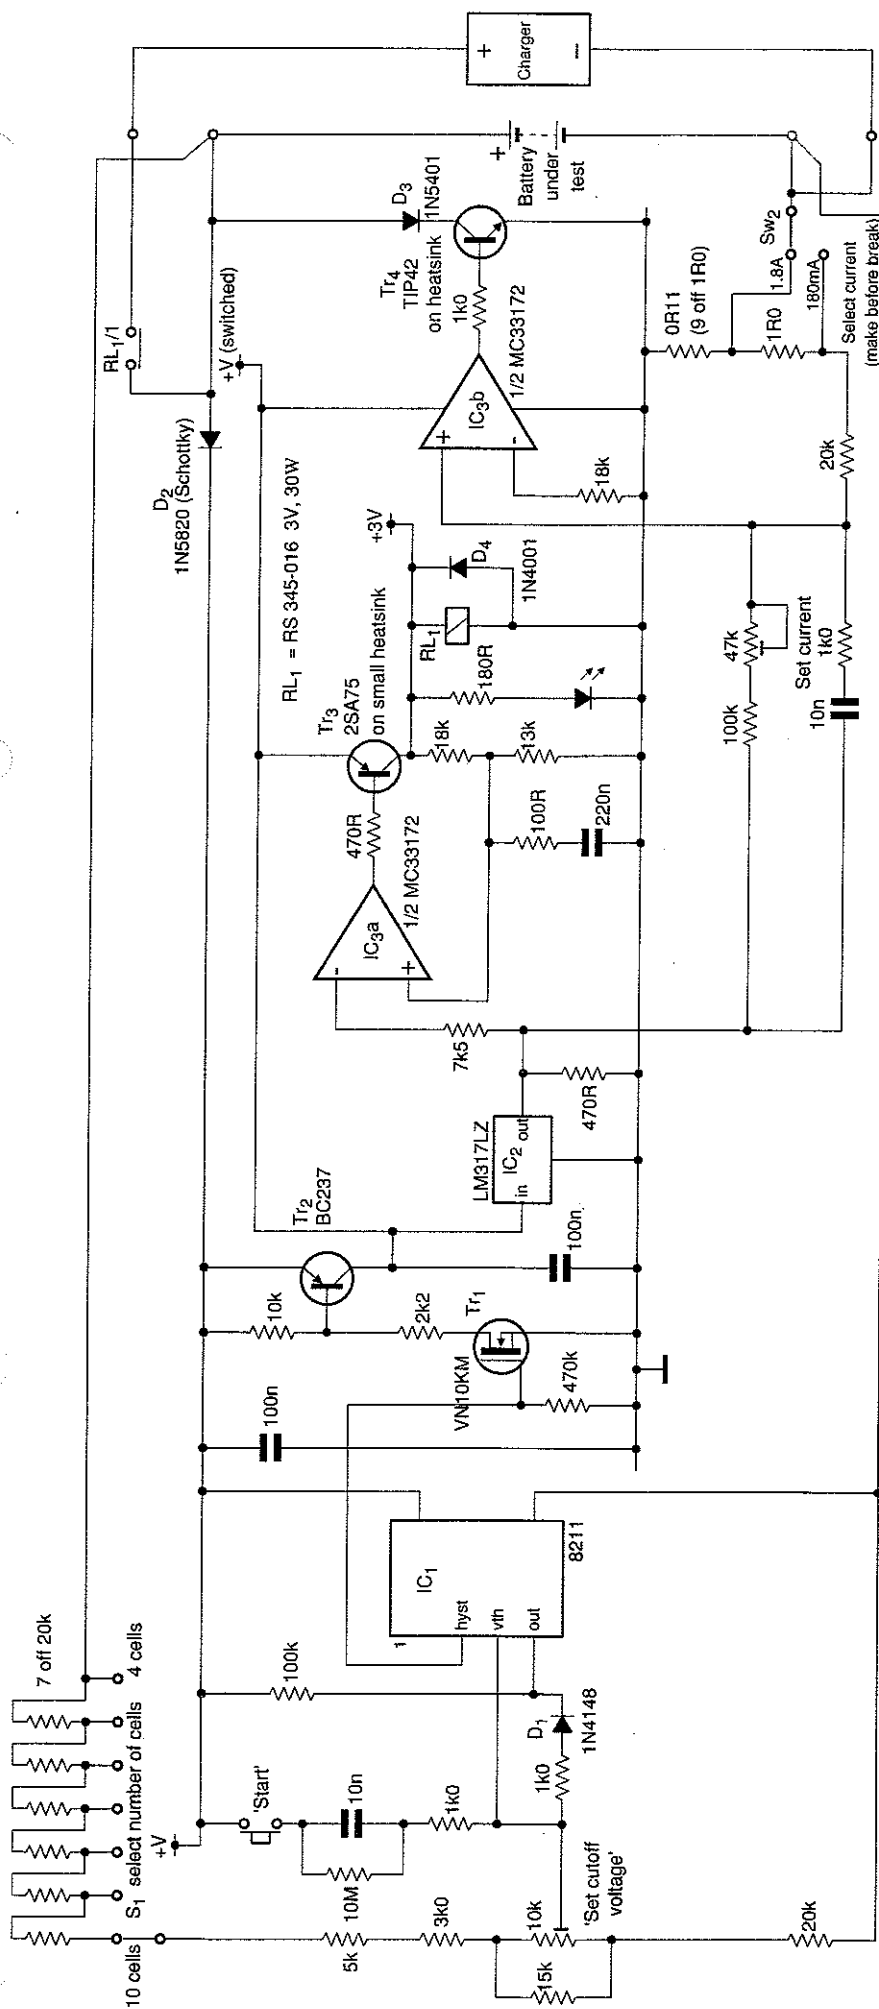 7 off 20k
10 cells
S1 select number of cells
4 cells
+V
'Start'
10M
10n
5k
3k0
1k0
15k
10k
'Set cutoff
voltage'
20k
1k0
D1
1N4148
100k
1
hyst
vth
out
IC1
8211
100n
10k
2k2
VN10KM
Tr1
470k
Tr2
BC237
100n
LM317LZ
in
IC2
out
470R
7k5
-
+
IC3a
1/2 MC33172
470R
Tr3
2SA75
on small heatsink
18k
13k
100R
220n
180R
RL1
D4
1N4001
+3V
RL1 = RS 345-016 3V, 30W
D2
1N5820 (Schottky)
RL1/1
+V (switched)
+
-
IC3b
1/2 MC33172
18k
1k0
Tr4
TIP42
on heatsink
D3
1N5401
100k
47k
Set current
1k0
10n
20k
0R11
(9 off 1R0)
1R0
1.8A
180mA
Sw2
Select current
(make before break)
+
Battery
under
test
+
Charger
-